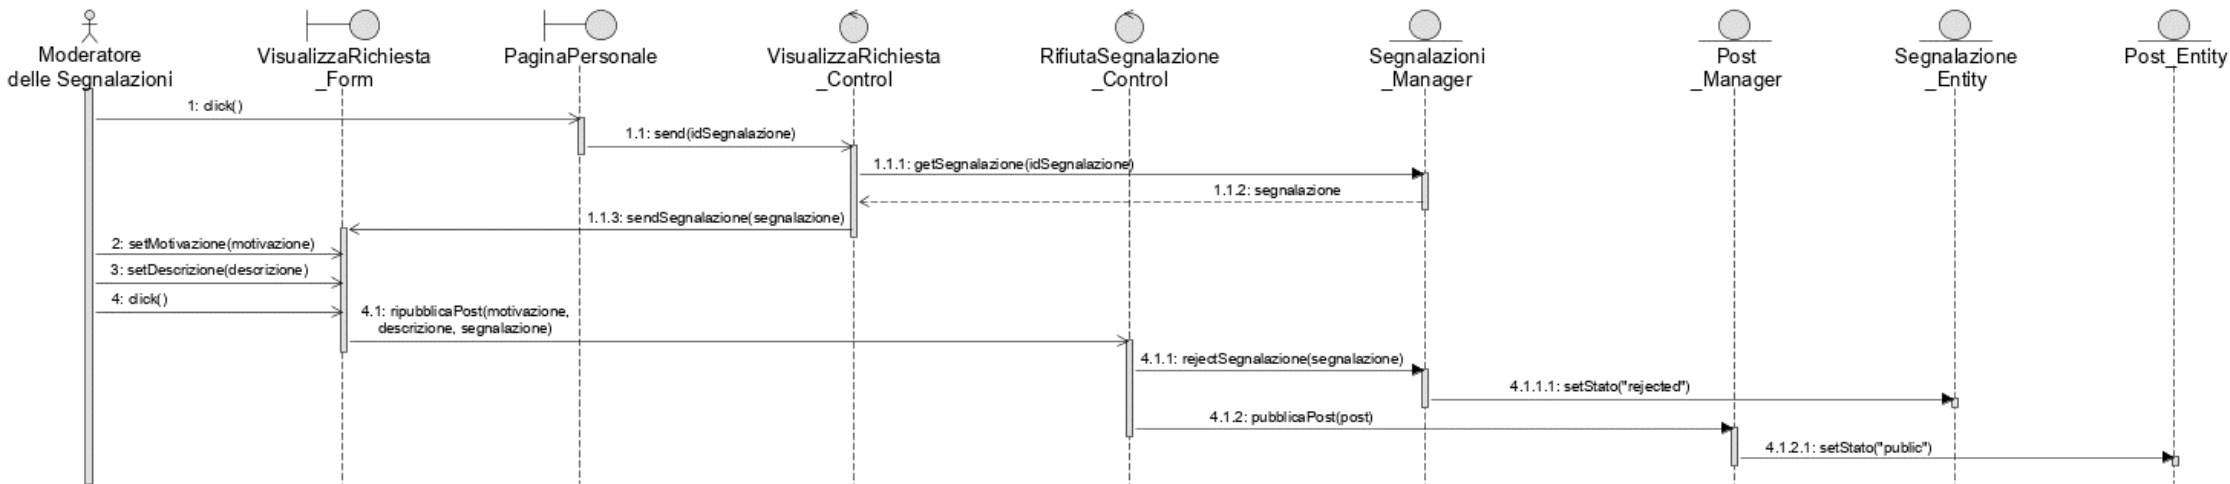 Moderatore
delle Segnalazioni
VisualizzaRichiesta
_Form
PaginaPersonale
VisualizzaRichiesta
_Control
RifiutaSegnalazione
_Control
Segnalazioni
_Manager
Post
_Manager
Segnalazione
_Entity
Post_Entity
1: click()
1.1: send(idSegnalazione)
1.1.1: getSegnalazione(idSegnalazione)
1.1.2: segnalazione
1.1.3: sendSegnalazione(segnalazione)
2: setMotivazione(motivazione)
3: setDescrizione(descrizione)
4: click()
4.1: ripubblicaPost(motivazione,
descrizione, segnalazione)
4.1.1: rejectSegnalazione(segnalazione)
4.1.1.1: setStato("rejected")
4.1.2: pubblicaPost(post)
4.1.2.1: setStato("public")